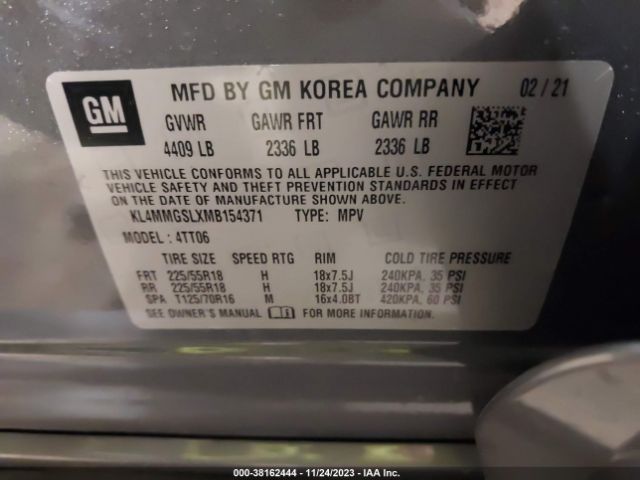 GM
MFD BY GM KOREA COMPANY 02 / 21
GVWR GAWR FRT GAWR RR
4409 LB 2336 LB 2336 LB
THIS VEHICLE CONFORMS TO ALL APPLICABLE U.S. FEDERAL MOTOR
VEHICLE SAFETY AND THEFT PREVENTION STANDARDS IN EFFECT
ON THE DATE OF MANUFACTURE SHOWN ABOVE.
KL4MMGSLXMB154371 TYPE: MPV
MODEL: 4TT06
TIRE SIZE SPEED RTG RIM COLD TIRE PRESSURE
FRT 225/55R18 H 18x7.5J 240KPA, 35 PSI
RR 225/55R18 H 18x7.5J 240KPA, 35 PSI
SPA T125/70R16 M 16x4.0BT 420KPA, 60 PSI
SEE OWNER'S MANUAL FOR MORE INFORMATION.
000-38162444 - 11/24/2023 - IAA Inc.